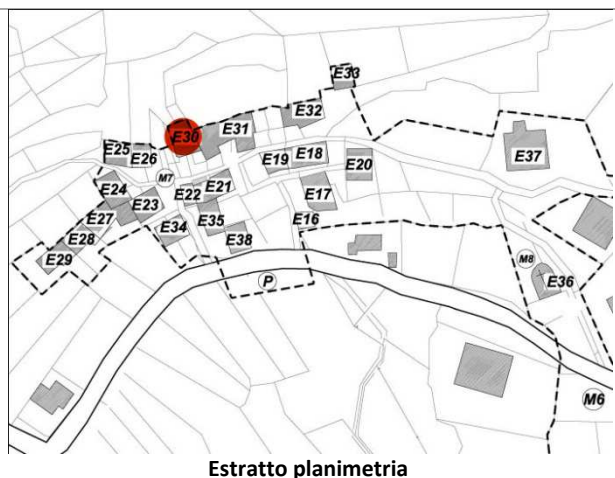 E33
E32
E30
E31
E25
E26
E19
E18
E20
E37
M7
E24
E22
E21
E17
E27
E23
E28
E34
E35
E16
E29
E38
P
M8
E36
M6
Estratto planimetria